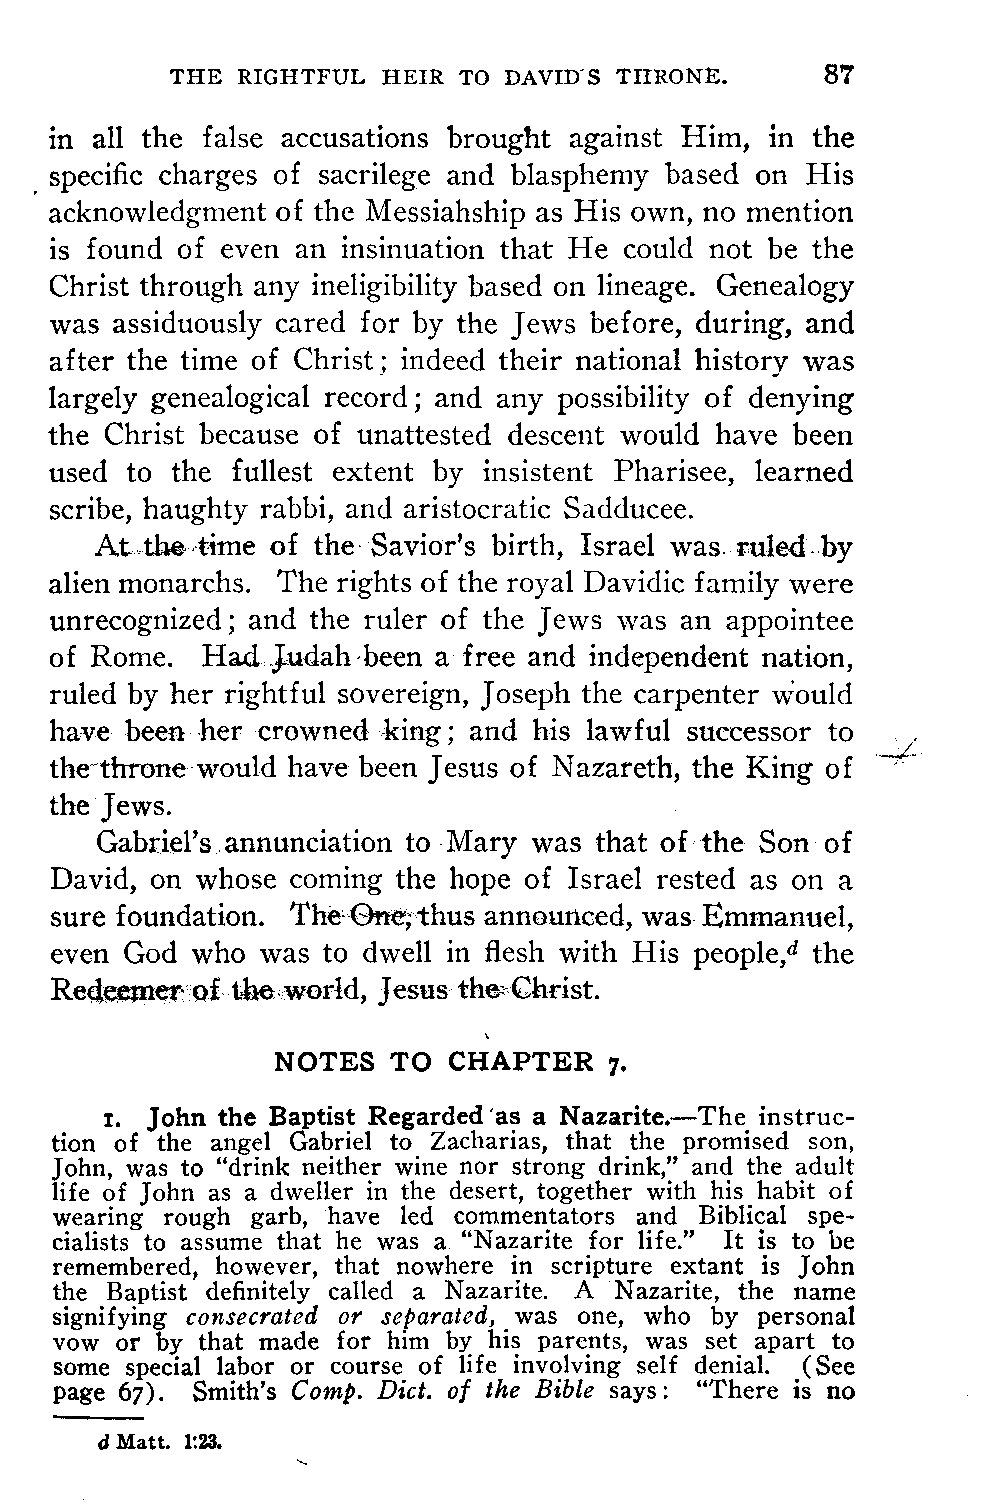 THE RIGHTFUL HEIR TO DAVID'S THRONE. 87
in all the false accusations brought against Him, in the
specific charges of sacrilege and blasphemy based on His
acknowledgment of the Messiahship as His own, no mention
is found of even an insinuation that He could not be the
Christ through any ineligibility based on lineage. Genealogy
was assiduously cared for by the Jews before, during, and
after the time of Christ; indeed their national history was
largely genealogical record; and any possibility of denying
the Christ because of unattested descent would have been
used to the fullest extent by insistent Pharisee, learned
scribe, haughty rabbi, and aristocratic Sadducee.
At the time of the Savior's birth, Israel was ruled by
alien monarchs. The rights of the royal Davidic family were
unrecognized; and the ruler of the Jews was an appointee
of Rome. Had Judah been a free and independent nation,
ruled by her rightful sovereign, Joseph the carpenter would
have been her crowned king; and his lawful successor to
the throne would have been Jesus of Nazareth, the King of
the Jews.
Gabriel's annunciation to Mary was that of the Son of
David, on whose coming the hope of Israel rested as on a
sure foundation. The One, thus announced, was Emmanuel,
even God who was to dwell in flesh with His people,d the
Redeemer of the world, Jesus the Christ.
NOTES TO CHAPTER 7.
1. John the Baptist Regarded as a Nazarite.—The instruc-
tion of the angel Gabriel to Zacharias, that the promised son,
John, was to "drink neither wine nor strong drink," and the adult
life of John as a dweller in the desert, together with his habit of
wearing rough garb, have led commentators and Biblical spe-
cialists to assume that he was a "Nazarite for life." It is to be
remembered, however, that nowhere in scripture extant is John
the Baptist definitely called a Nazarite. A Nazarite, the name
signifying consecrated or separated, was one, who by personal
vow or by that made for him by his parents, was set apart to
some special labor or course of life involving self denial. (See
page 67). Smith's Comp. Dict. of the Bible says: "There is no
d Matt. 1:23.